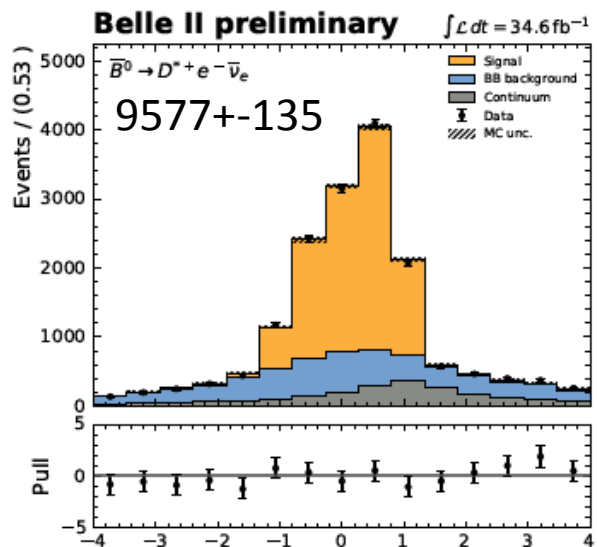 Belle II preliminary
∫ℒ dt = 34.6 fb⁻¹
Events / (0.53 )
5000
4000
3000
2000
1000
0
B̅⁰ → D*⁺ e⁻ ν̅ₑ
9577+-135
Signal
BB background
Continuum
Data
MC unc.
Pull
5
0
−5
−4 −3 −2 −1 0 1 2 3 4